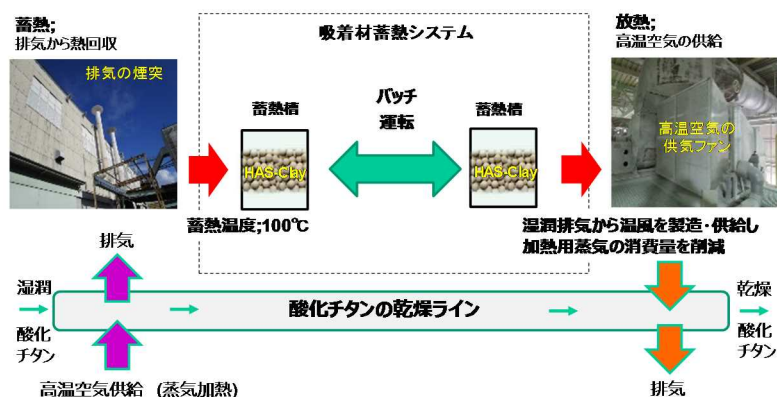 蓄熱;
排気から熱回収
排気の煙突
吸着材蓄熱システム
蓄熱槽
HAS-Clay
バッチ
運転
蓄熱槽
HAS-Clay
蓄熱温度;100℃
放熱;
高温空気の供給
高温空気の
供気ファン
湿潤排気から温風を製造・供給し
加熱用蒸気の消費量を削減
排気
湿潤
酸化
チタン
酸化チタンの乾燥ライン
乾燥
酸化
チタン
高温空気供給 (蒸気加熱)
排気